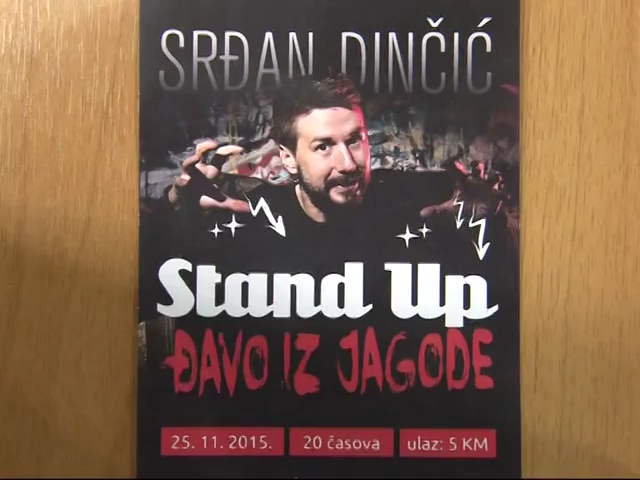 SRĐAN DINČIĆ
Stand Up
ĐAVO IZ JAGODE
25. 11. 2015. 20 časova ulaz: 5 KM